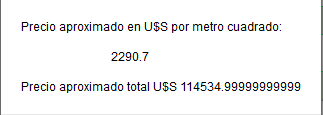 Precio aproximado en U$S por metro cuadrado:
2290.7
Precio aproximado total U$S 114534.99999999999